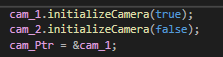 cam_1.initializeCamera(true);
cam_2.initializeCamera(false);
cam_Ptr = &cam_1;